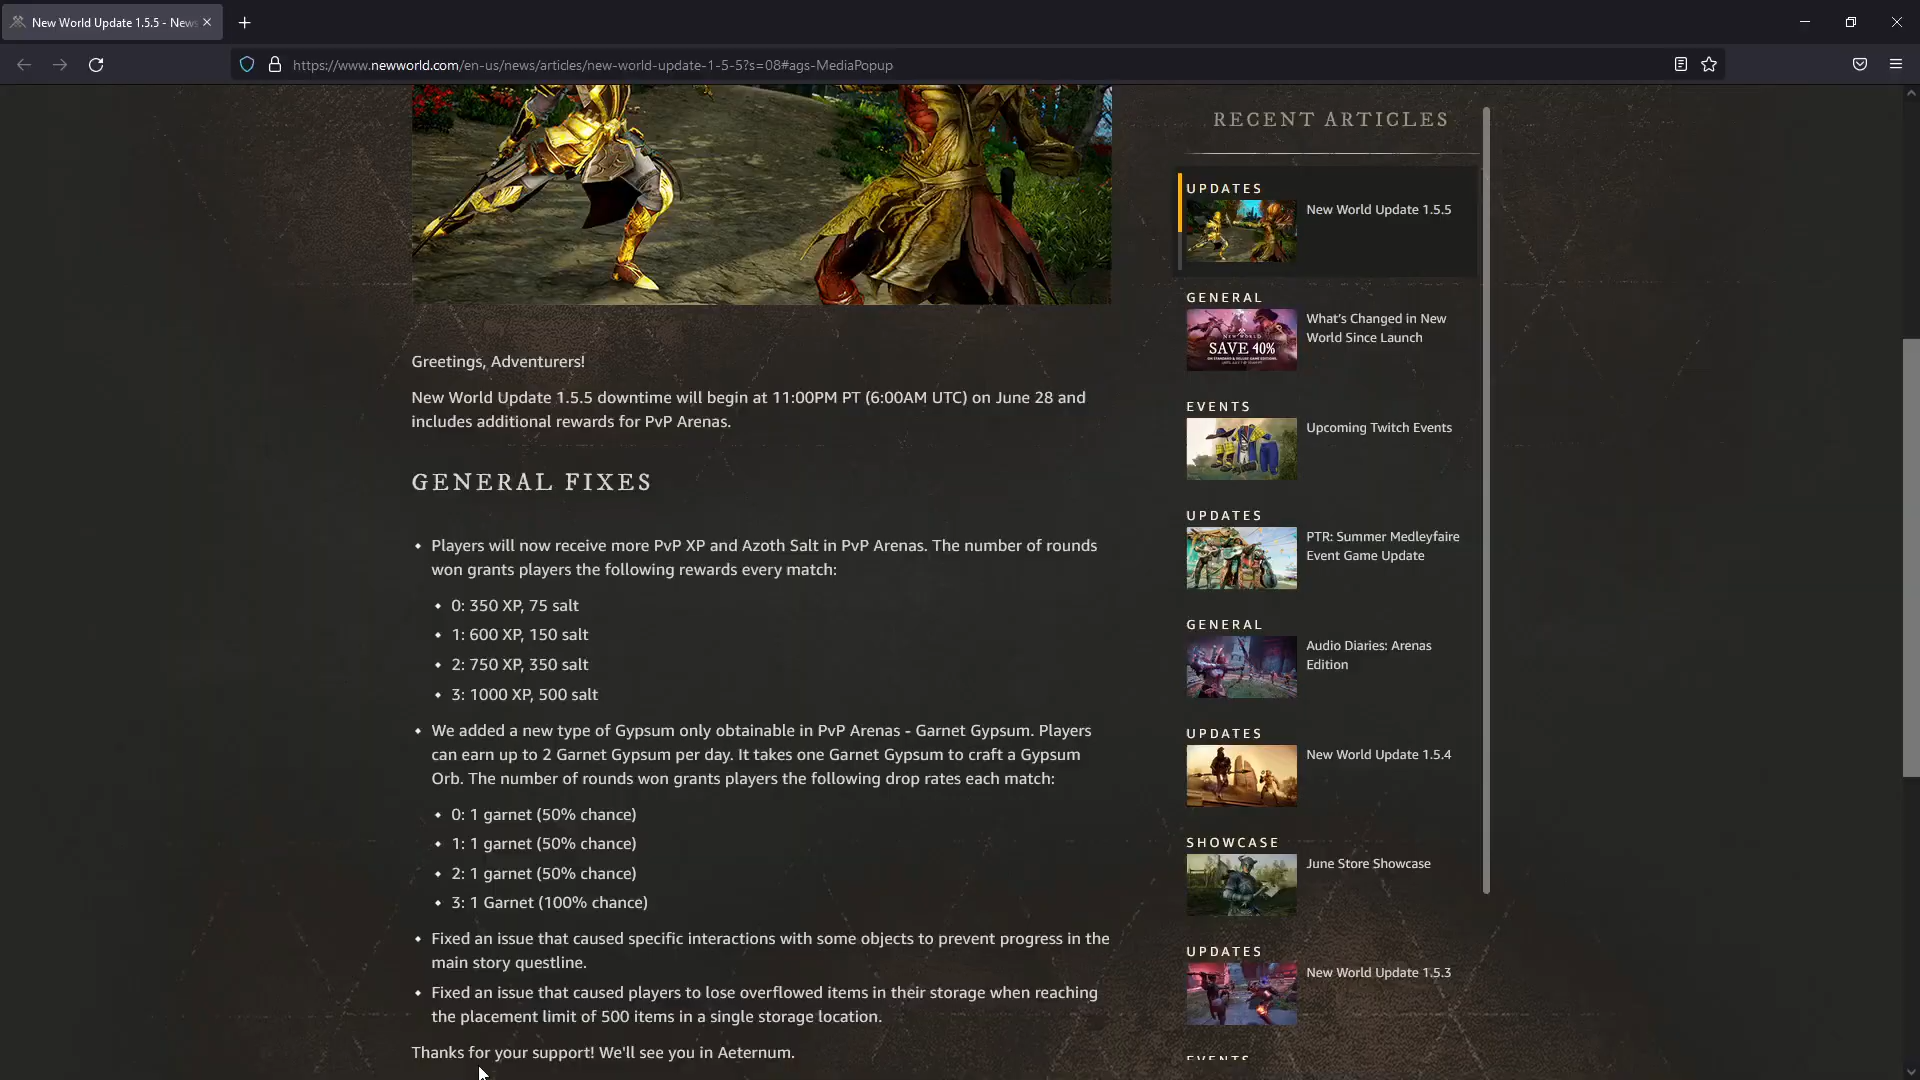 New World Update 1.5.5 - News
https://www.newworld.com/en-us/news/articles/new-world-update-1-5-5?s=08#ags-MediaPopup
Greetings, Adventurers!
New World Update 1.5.5 downtime will begin at 11:00PM PT (6:00AM UTC) on June 28 and
includes additional rewards for PvP Arenas.
GENERAL FIXES
Players will now receive more PvP XP and Azoth Salt in PvP Arenas. The number of rounds
won grants players the following rewards every match:
0: 350 XP, 75 salt
1: 600 XP, 150 salt
2: 750 XP, 350 salt
3: 1000 XP, 500 salt
We added a new type of Gypsum only obtainable in PvP Arenas - Garnet Gypsum. Players
can earn up to 2 Garnet Gypsum per day. It takes one Garnet Gypsum to craft a Gypsum
Orb. The number of rounds won grants players the following drop rates each match:
0: 1 garnet (50% chance)
1: 1 garnet (50% chance)
2: 1 garnet (50% chance)
3: 1 Garnet (100% chance)
Fixed an issue that caused specific interactions with some objects to prevent progress in the
main story questline.
Fixed an issue that caused players to lose overflowed items in their storage when reaching
the placement limit of 500 items in a single storage location.
Thanks for your support! We'll see you in Aeternum.
RECENT ARTICLES
UPDATES
New World Update 1.5.5
GENERAL
NEW WORLD
SAVE 40%
What's Changed in New
World Since Launch
EVENTS
Upcoming Twitch Events
UPDATES
PTR: Summer Medleyfaire
Event Game Update
GENERAL
Audio Diaries: Arenas
Edition
UPDATES
New World Update 1.5.4
SHOWCASE
June Store Showcase
UPDATES
New World Update 1.5.3
EVENTS